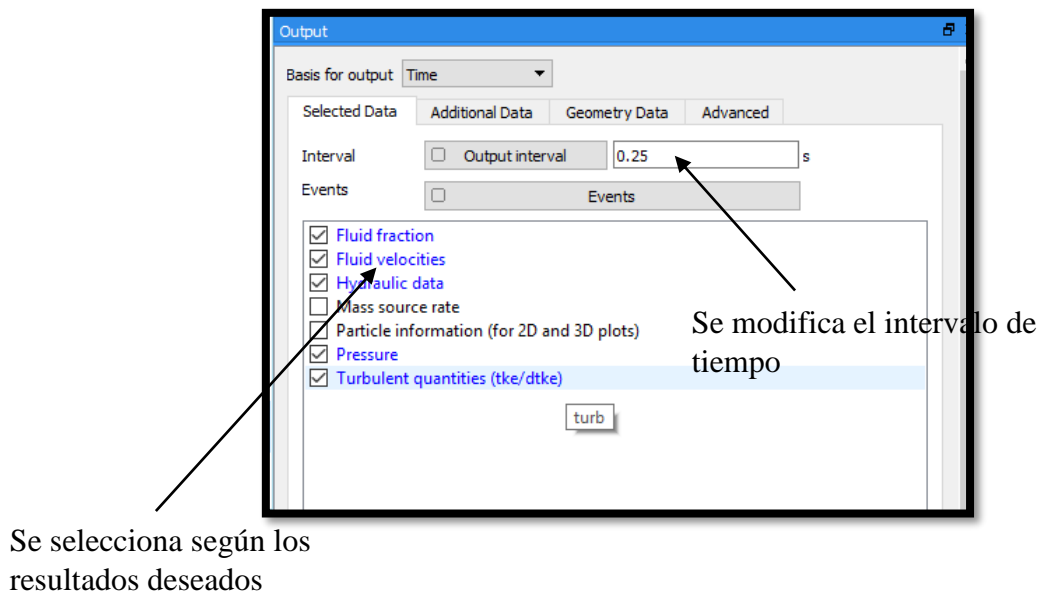 Output
Basis for output Time
Selected Data Additional Data Geometry Data Advanced
Interval Output interval 0.25 s
Events Events
Fluid fraction
Fluid velocities
Hydraulic data
Mass source rate
Particle information (for 2D and 3D plots)
Pressure
Turbulent quantities (tke/dtke)
turb
Se modifica el intervalo de
tiempo
Se selecciona según los
resultados deseados